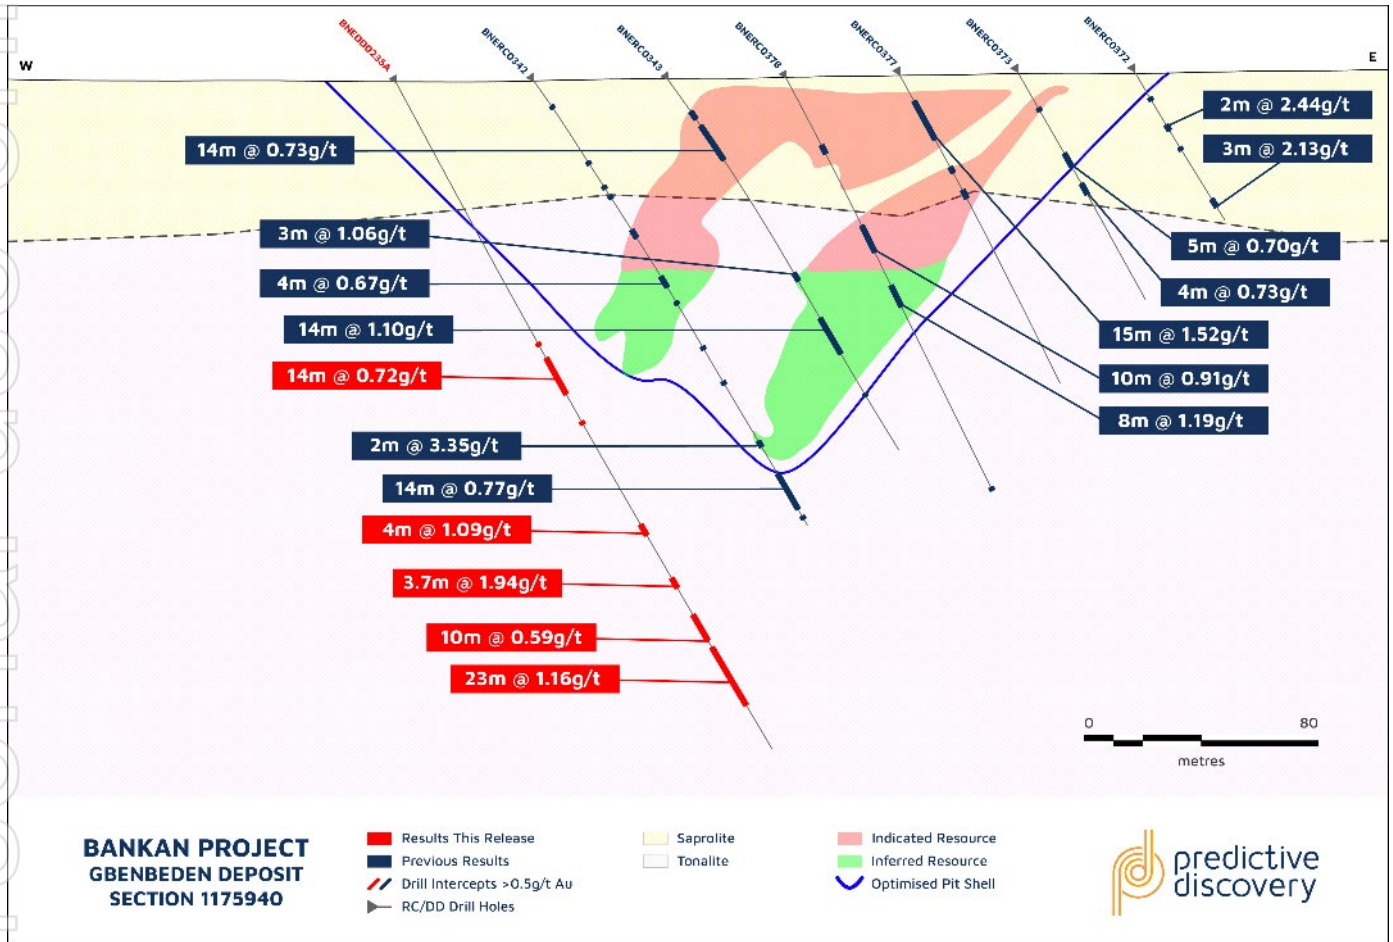 W
E
BNEDD0235A
BNERC0342
BNERC0343
BNERC0376
BNERC0377
BNERC0373
BNERC0372
2m @ 2.44g/t
3m @ 2.13g/t
14m @ 0.73g/t
3m @ 1.06g/t
5m @ 0.70g/t
4m @ 0.67g/t
4m @ 0.73g/t
14m @ 1.10g/t
15m @ 1.52g/t
14m @ 0.72g/t
10m @ 0.91g/t
8m @ 1.19g/t
2m @ 3.35g/t
14m @ 0.77g/t
4m @ 1.09g/t
3.7m @ 1.94g/t
10m @ 0.59g/t
23m @ 1.16g/t
0 80
metres
BANKAN PROJECT
GBENBEDEN DEPOSIT
SECTION 1175940
Results This Release
Previous Results
Drill Intercepts >0.5g/t Au
RC/DD Drill Holes
Saprolite
Tonalite
Indicated Resource
Inferred Resource
Optimised Pit Shell
predictive
discovery